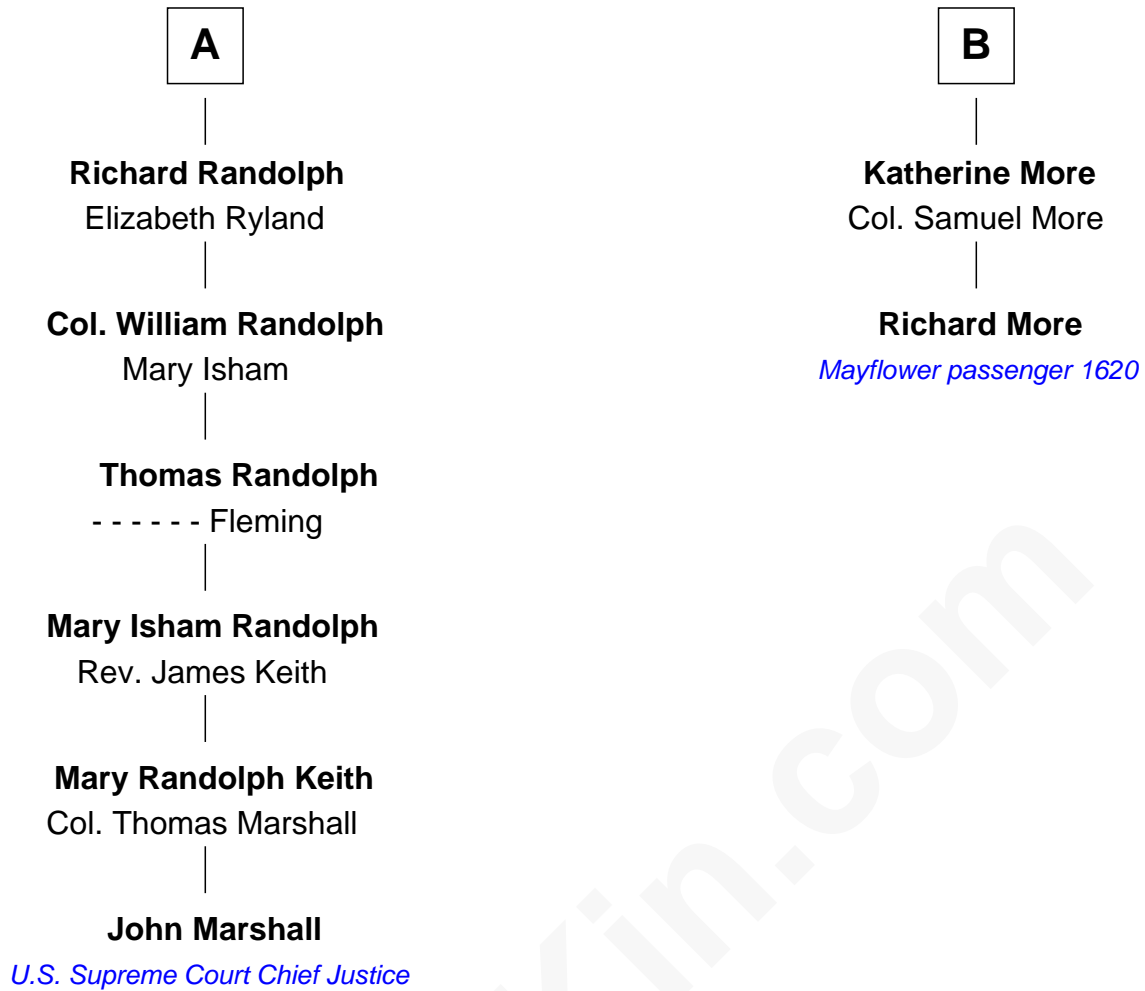 A
Richard Randolph
Elizabeth Ryland
Col. William Randolph
Mary Isham
Thomas Randolph
- - - - - - Fleming
Mary Isham Randolph
Rev. James Keith
Mary Randolph Keith
Col. Thomas Marshall
John Marshall
U.S. Supreme Court Chief Justice
B
Katherine More
Col. Samuel More
Richard More
Mayflower passenger 1620
Kin.com